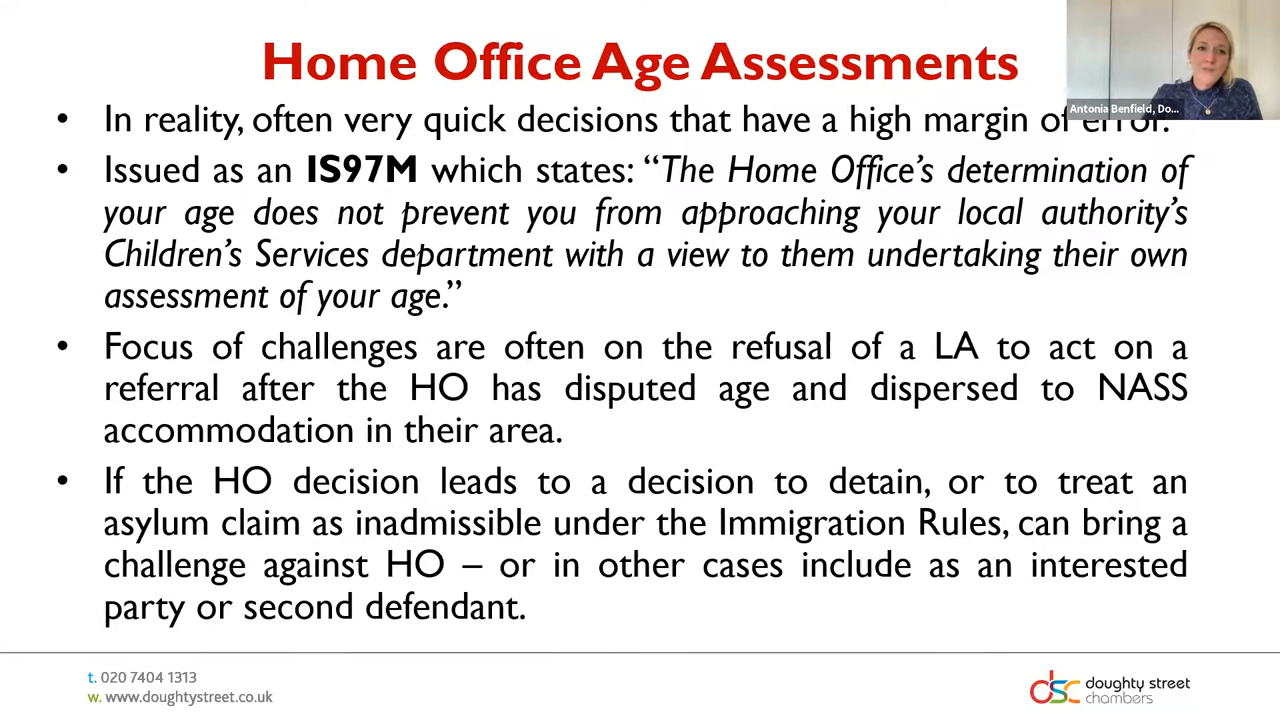 Home Office Age Assessments
Antonia Benfield, Do...
• In reality, often very quick decisions that have a high margin of error.
• Issued as an IS97M which states: “The Home Office’s determination of
your age does not prevent you from approaching your local authority’s
Children’s Services department with a view to them undertaking their own
assessment of your age.”
• Focus of challenges are often on the refusal of a LA to act on a
referral after the HO has disputed age and dispersed to NASS
accommodation in their area.
• If the HO decision leads to a decision to detain, or to treat an
asylum claim as inadmissible under the Immigration Rules, can bring a
challenge against HO – or in other cases include as an interested
party or second defendant.
t. 020 7404 1313
w. www.doughtystreet.co.uk
dsc doughty street
chambers